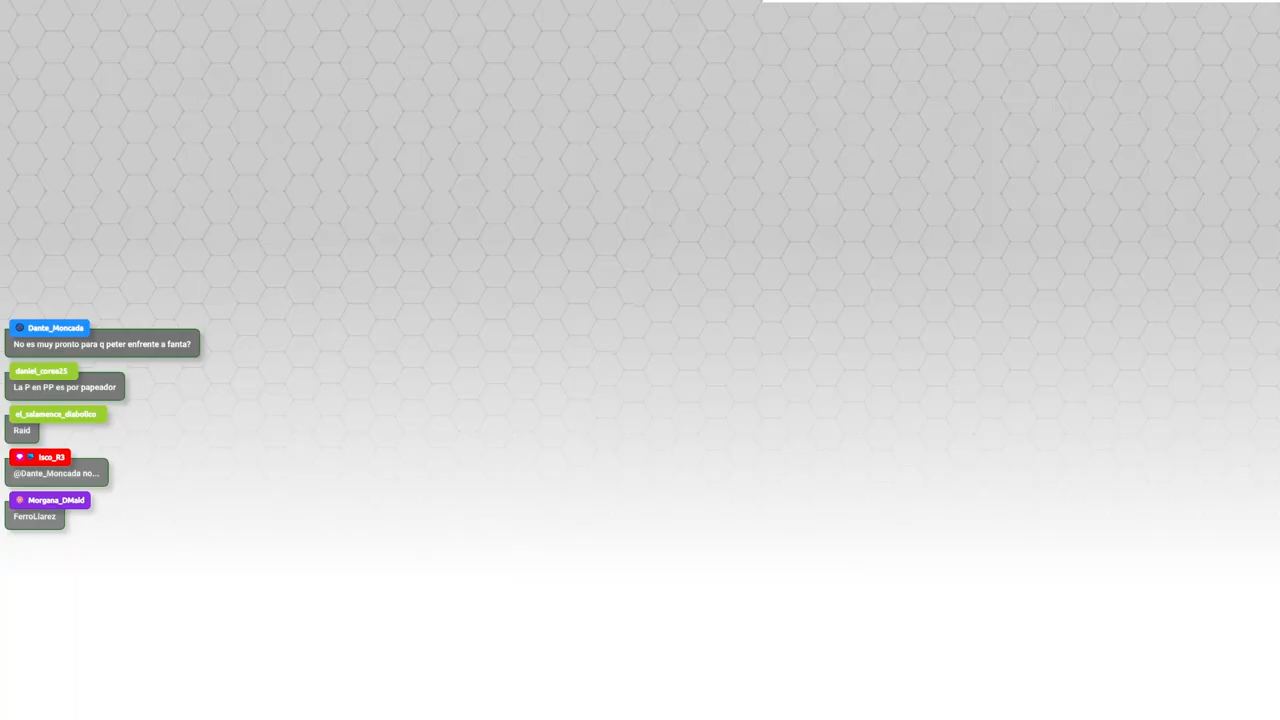 Dante_Moncada
No es muy pronto para q peter enfrente a fanta?
daniel_corea25
La P en PP es por papeador
el_salamence_diabolico
Raid
Isco_R3
@Dante_Moncada no...
Morgana_DMaid
FerroLlarez